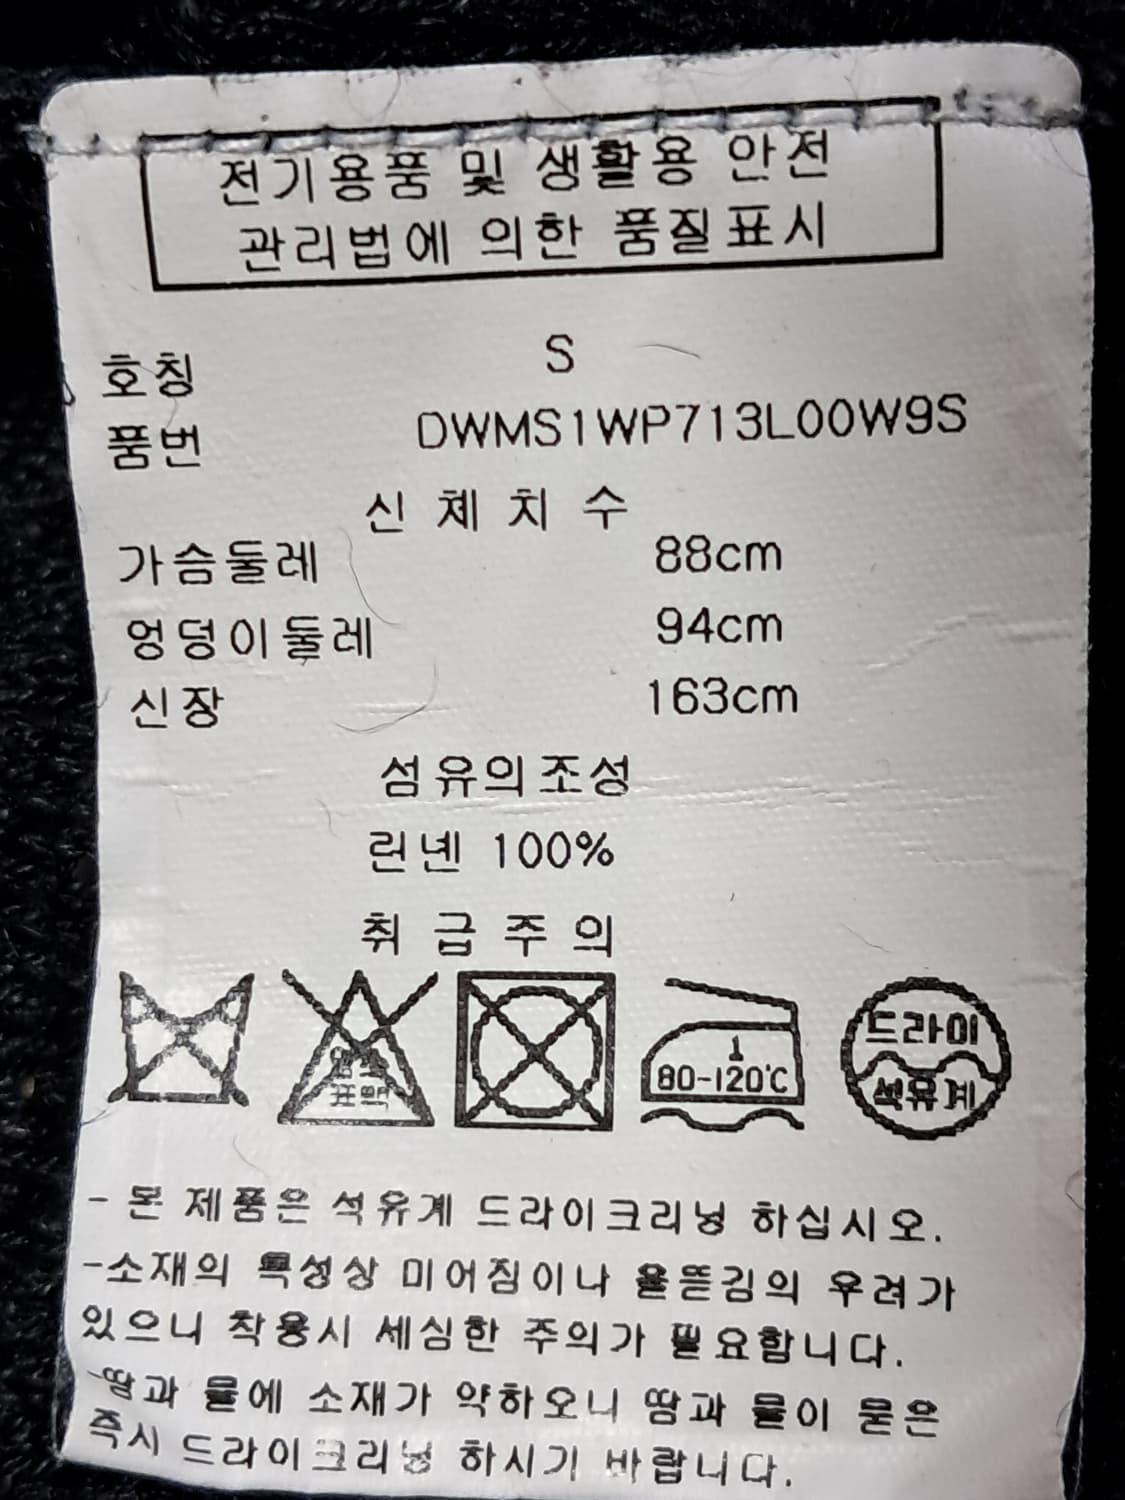 전기용품 및 생활용 안전
관리법에 의한 품질표시
호칭 S
품번 DWMS1WP713L00W9S
신체치수
가슴둘레 88cm
엉덩이둘레 94cm
신장 163cm
섬유의조성
린넨 100%
취급주의
염소
표백
1
80-120℃
드라이
석유계
- 본 제품은 석유계 드라이크리닝 하십시오.
-소재의 특성상 미어짐이나 올뜯김의 우려가
있으니 착용시 세심한 주의가 필요합니다.
-땀과 물에 소재가 약하오니 땀과 물이 묻은
즉시 드라이크리닝 하시기 바랍니다.